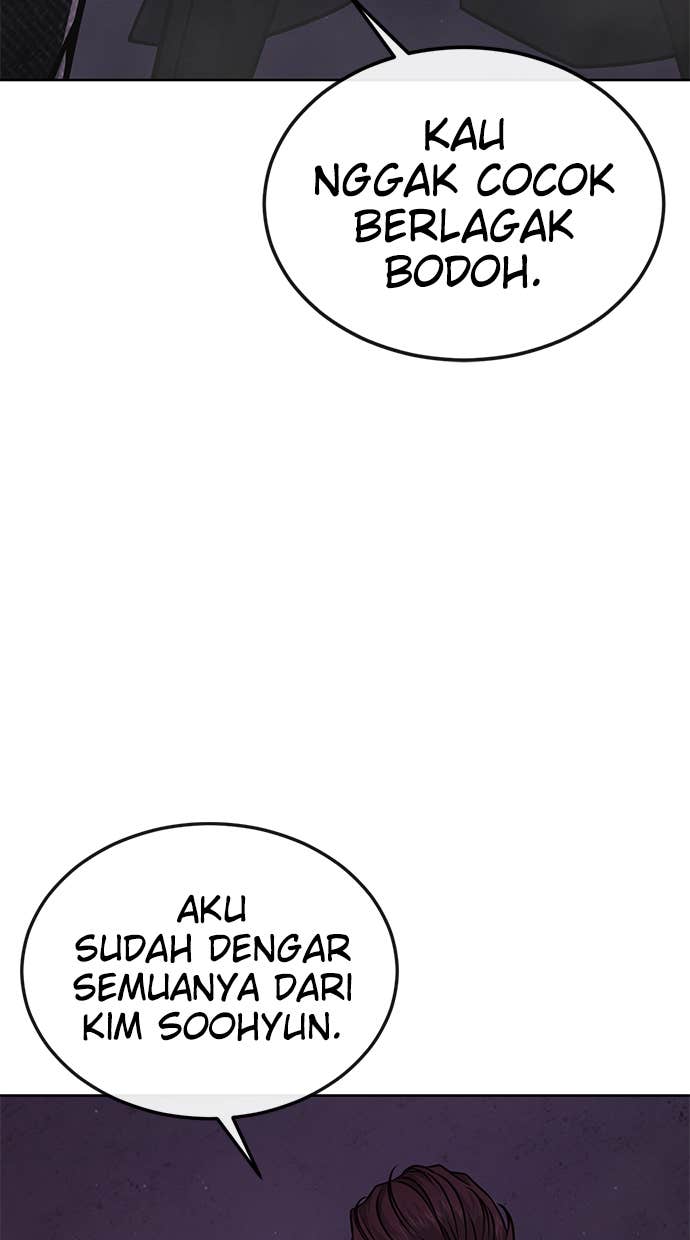 KAU
NGGAK COCOK
BERLAGAK
BODOH.
AKU
SUDAH DENGAR
SEMUANYA DARI
KIM SOOHYUN.